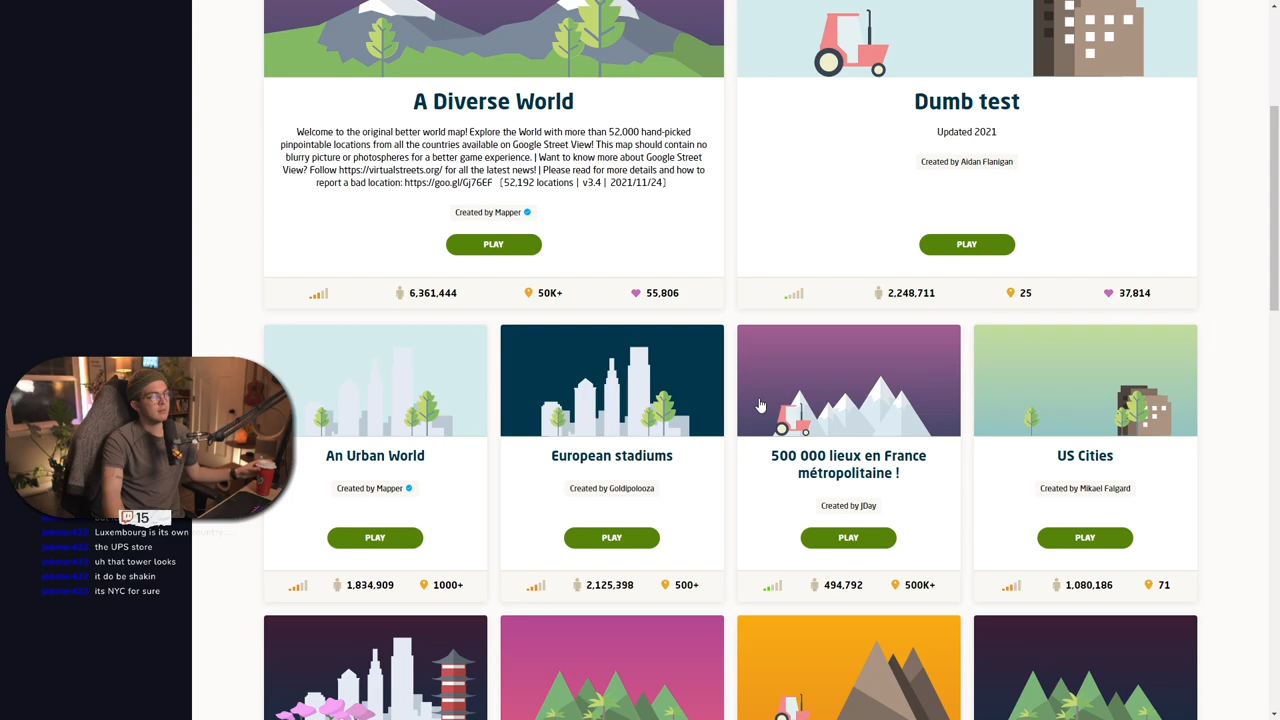 A Diverse World
Welcome to the original better world map! Explore the World with more than 52,000 hand-picked
pinpointable locations from all the countries available on Google Street View! This map should contain no
blurry picture or photospheres for a better game experience. | Want to know more about Google Street
View? Follow https://virtualstreets.org/ for all the latest news! | Please read for more details and how to
report a bad location: https://goo.gl/Gj76EF [52,192 locations | v3.4 | 2021/11/24]
Created by Mapper
PLAY
6,361,444
50K+
55,806
Dumb test
Updated 2021
Created by Aidan Flanigan
PLAY
2,248,711
25
37,814
An Urban World
Created by Mapper
PLAY
1,834,909
1000+
European stadiums
Created by Goldipolooza
PLAY
2,125,398
500+
500 000 lieux en France
métropolitaine !
Created by JDay
PLAY
494,792
500K+
US Cities
Created by Mikael Falgard
PLAY
1,080,186
71
15
Luxembourg is its own country....
the UPS store
uh that tower looks
it do be shakin
its NYC for sure